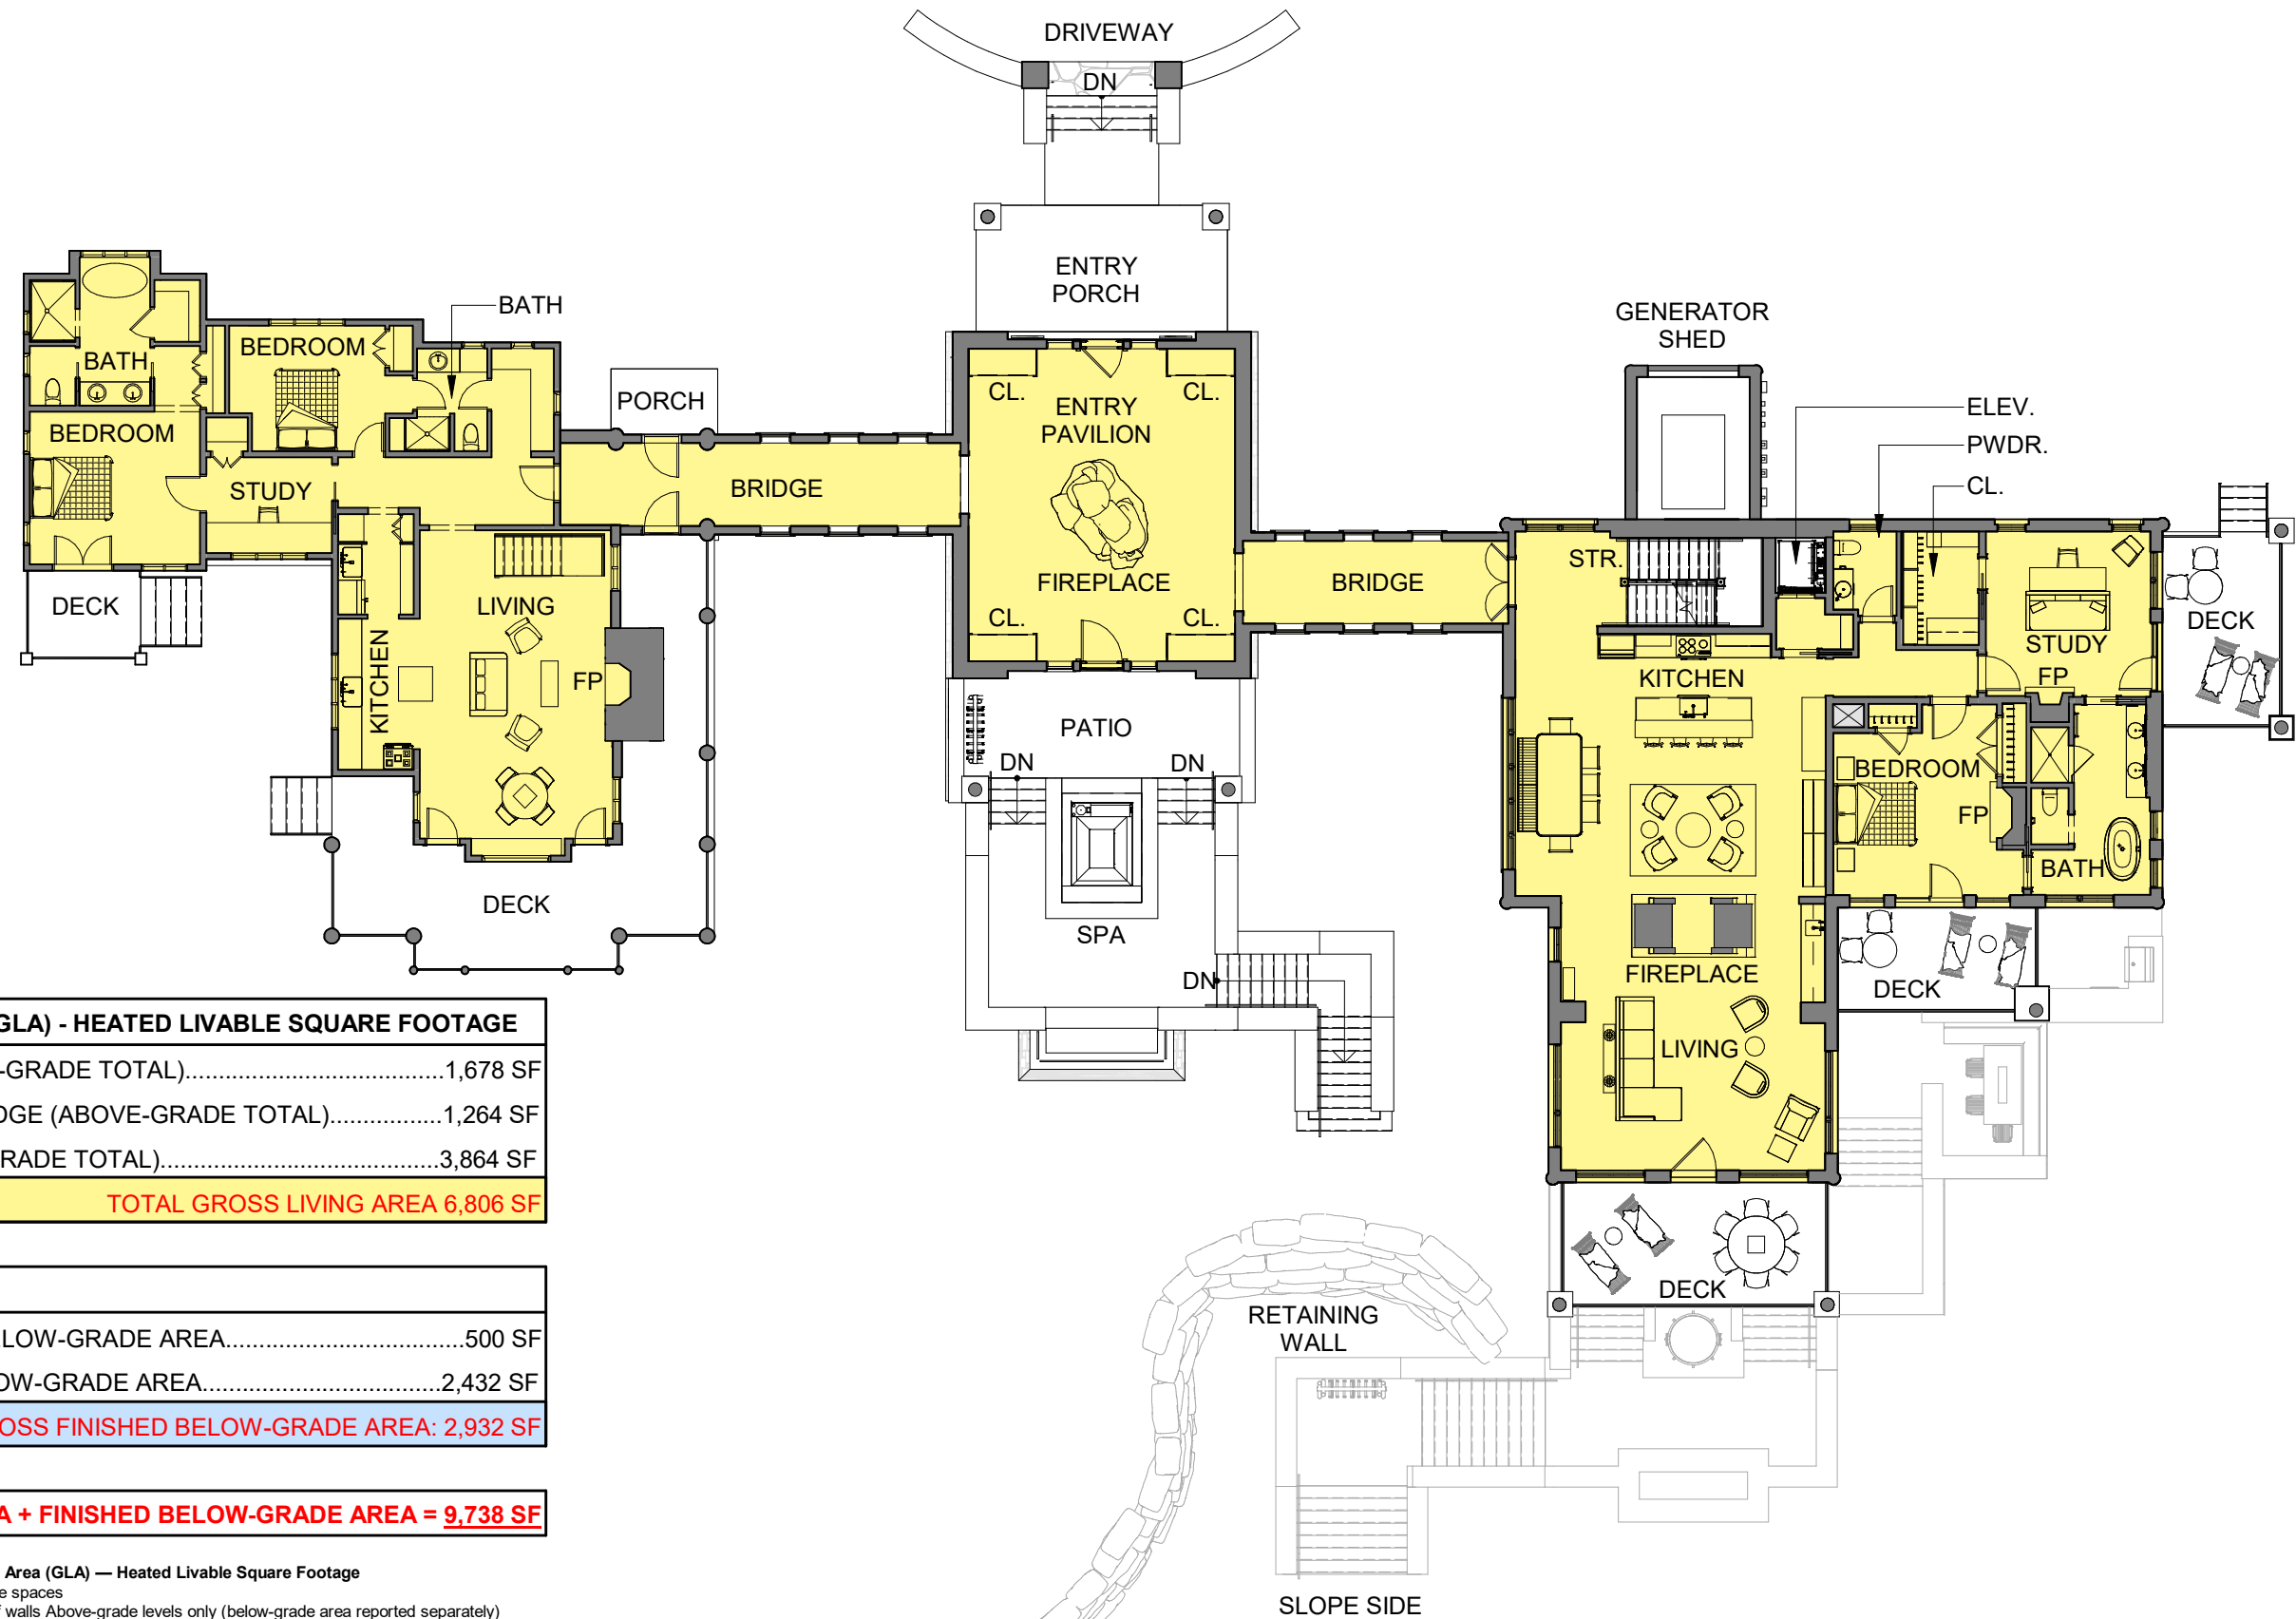 DRIVEWAY
DN
ENTRY
PORCH
BATH
GENERATOR
SHED
BEDROOM
BATH
CL.
CL.
PORCH
ENTRY
PAVILION
ELEV.
PWDR.
CL.
BEDROOM
STUDY
BRIDGE
STR.
FIREPLACE
BRIDGE
DECK
LIVING
CL.
CL.
DECK
STUDY
KITCHEN
FP
KITCHEN
FP
PATIO
DN
DN
BEDROOM
FP
BATH
DECK
SPA
DN
FIREPLACE
DECK
LIVING
GLA) - HEATED LIVABLE SQUARE FOOTAGE
-GRADE TOTAL).......................................1,678 SF
DGE (ABOVE-GRADE TOTAL).................1,264 SF
RADE TOTAL)..........................................3,864 SF
TOTAL GROSS LIVING AREA 6,806 SF
LOW-GRADE AREA....................................500 SF
OW-GRADE AREA....................................2,432 SF
OSS FINISHED BELOW-GRADE AREA: 2,932 SF
A + FINISHED BELOW-GRADE AREA = 9,738 SF
Area (GLA) — Heated Livable Square Footage
e spaces
f walls Above-grade levels only (below-grade area reported separately)
DECK
RETAINING
WALL
SLOPE SIDE